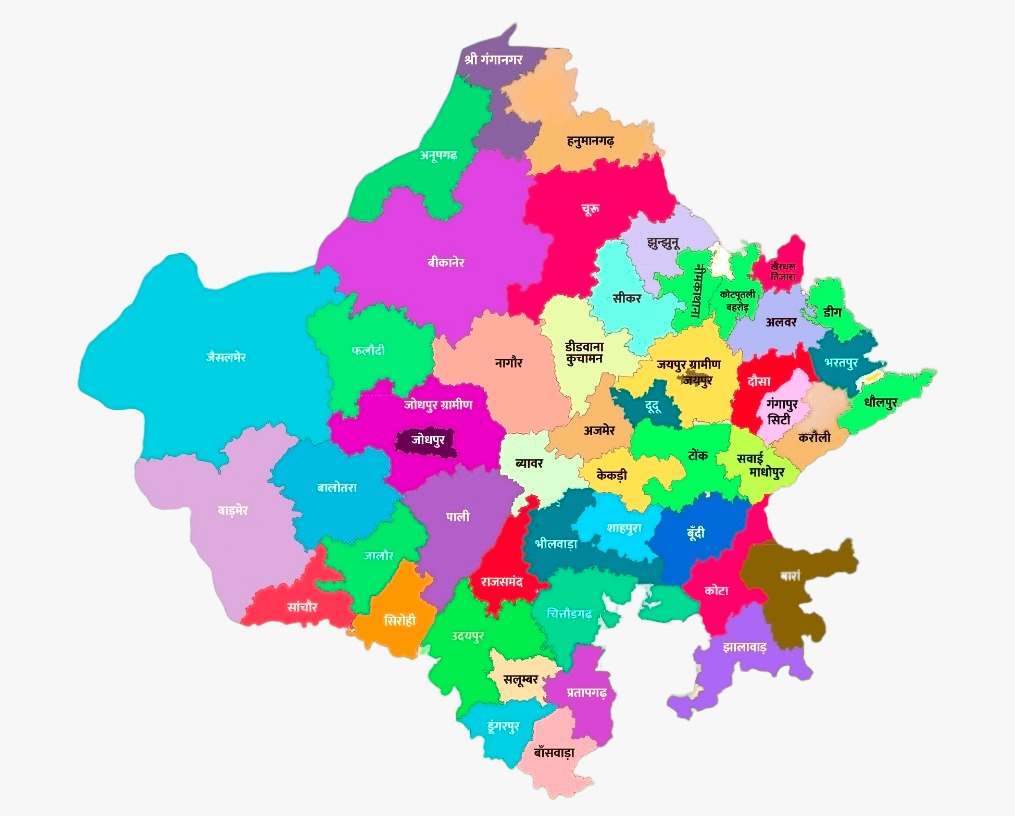 श्री गंगानगर
हनुमानगढ़
अनूपगढ
चूरू
झुन्झुनू
बीकानेर
नीमकाथाना
खैरथल
तिजारा
कोटपूतली
बहरोड़
सीकर
अलवर
डीग
डीडवाना
कुचामन
फलौदी
जैसलमेर
नागौर
जयपुर ग्रामीण
जयपुर
भरतपुर
दौसा
गंगापुर
सिटी
धौलपुर
जोधपुर ग्रामीण
दूदू
जोधपुर
अजमेर
करौली
टोंक
सवाई
माधोपुर
ब्यावर
केकड़ी
बालोतरा
बाड़मेर
पाली
शाहपुरा
बूँदी
भीलवाड़ा
जालौर
राजसमंद
बारां
कोटा
सांचौर
सिरोही
चित्तौडगढ़
उदयपुर
झालावाड़
सलूम्बर
प्रतापगढ़
डूंगरपुर
बाँसवाड़ा